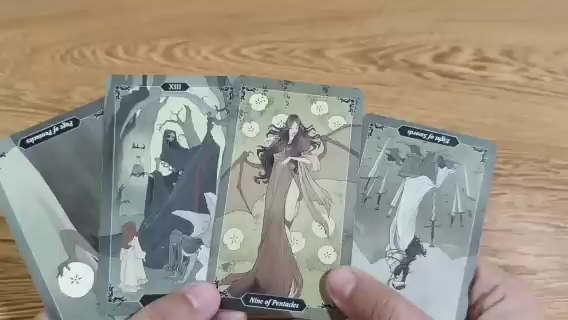 Page of Pentacles
XIII
Nine of Pentacles
Eight of Swords